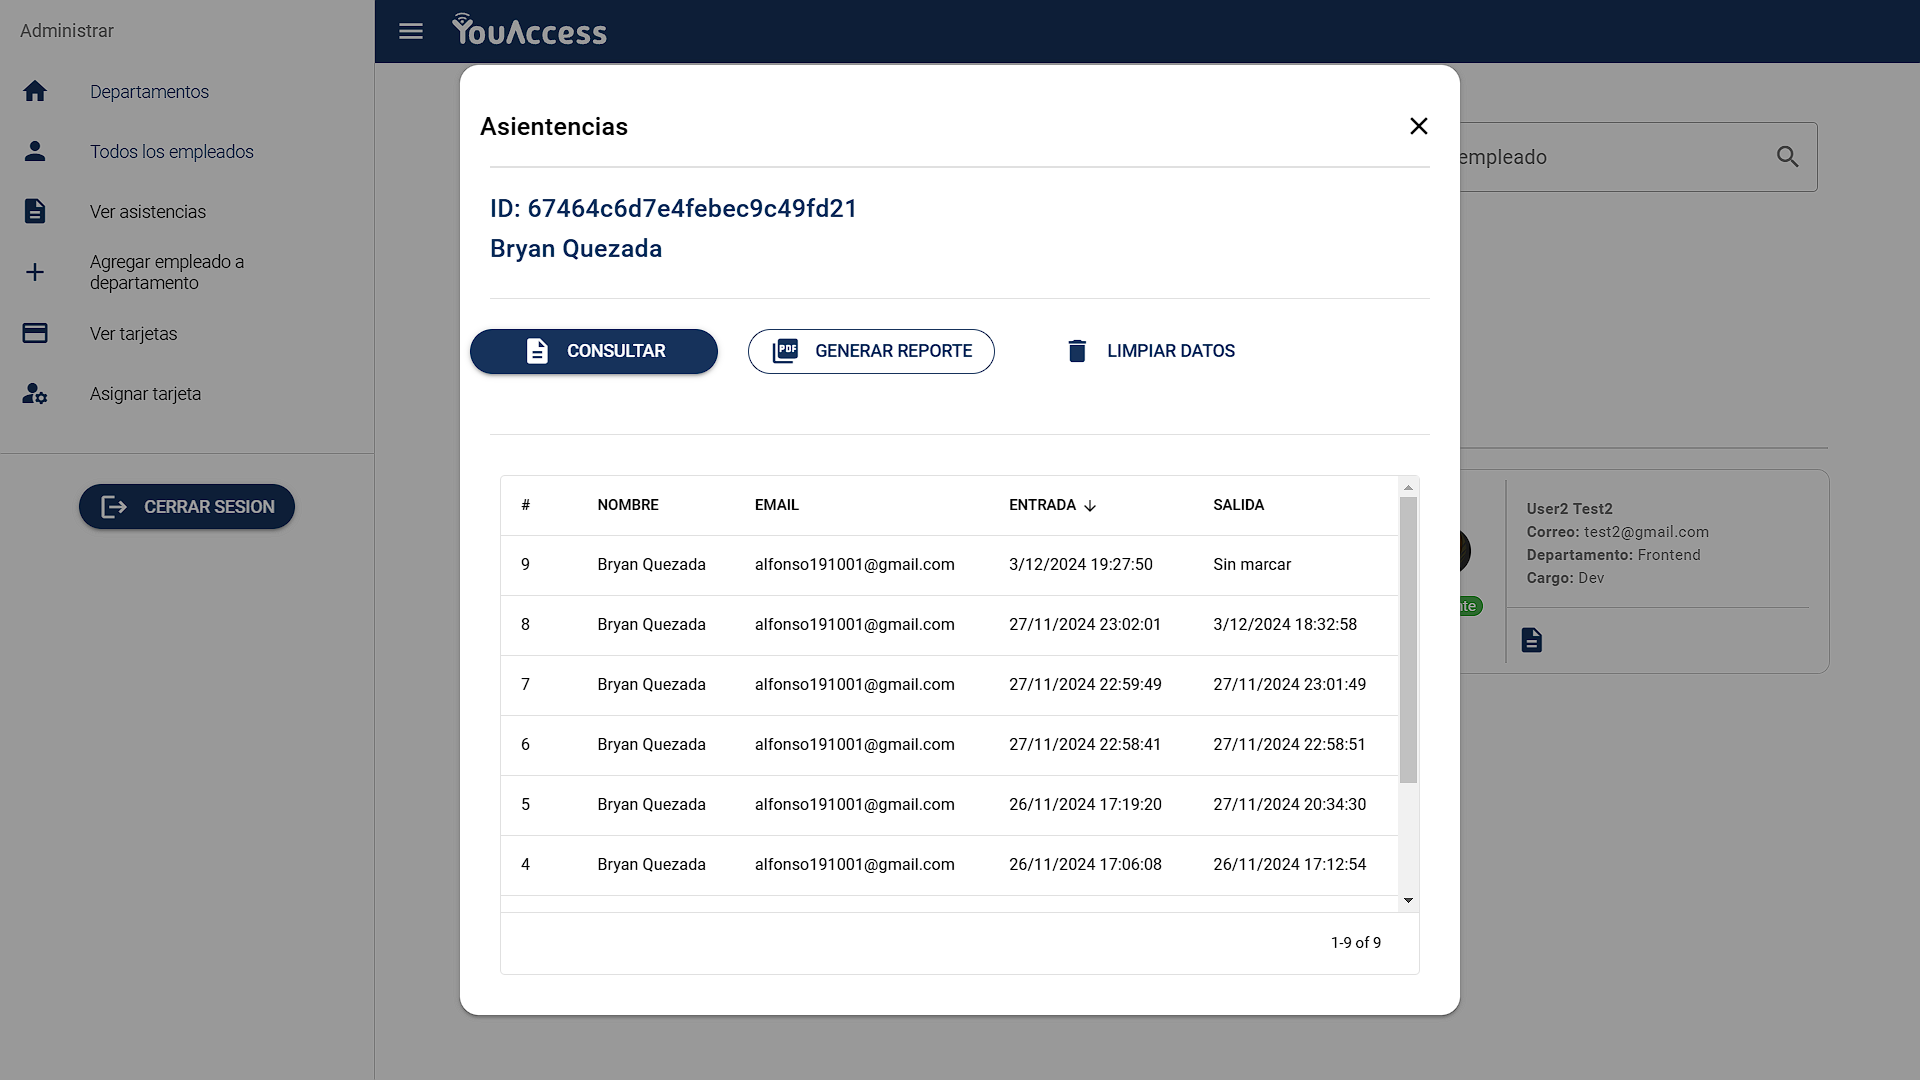 Administrar
Departamentos
Todos los empleados
Ver asistencias
Agregar empleado a
departamento
Ver tarjetas
Asignar tarjeta
CERRAR SESION
YouAccess
empleado
Asientencias
ID: 67464c6d7e4febec9c49fd21
Bryan Quezada
CONSULTAR
PDF GENERAR REPORTE
LIMPIAR DATOS
# NOMBRE EMAIL ENTRADA SALIDA
9 Bryan Quezada alfonso191001@gmail.com 3/12/2024 19:27:50 Sin marcar
8 Bryan Quezada alfonso191001@gmail.com 27/11/2024 23:02:01 3/12/2024 18:32:58
7 Bryan Quezada alfonso191001@gmail.com 27/11/2024 22:59:49 27/11/2024 23:01:49
6 Bryan Quezada alfonso191001@gmail.com 27/11/2024 22:58:41 27/11/2024 22:58:51
5 Bryan Quezada alfonso191001@gmail.com 26/11/2024 17:19:20 27/11/2024 20:34:30
4 Bryan Quezada alfonso191001@gmail.com 26/11/2024 17:06:08 26/11/2024 17:12:54
1-9 of 9
User2 Test2
Correo: test2@gmail.com
Departamento: Frontend
Cargo: Dev